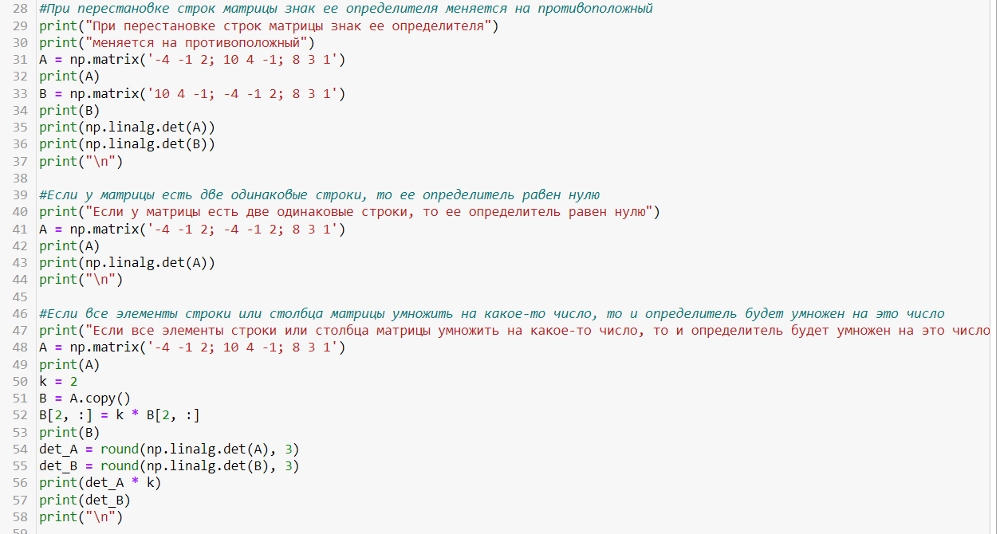 28 #При перестановке строк матрицы знак ее определителя меняется на противоположный
29 print("При перестановке строк матрицы знак ее определителя")
30 print("меняется на противоположный")
31 A = np.matrix('-4 -1 2; 10 4 -1; 8 3 1')
32 print(A)
33 B = np.matrix('10 4 -1; -4 -1 2; 8 3 1')
34 print(B)
35 print(np.linalg.det(A))
36 print(np.linalg.det(B))
37 print("\n")
38
39 #Если у матрицы есть две одинаковые строки, то ее определитель равен нулю
40 print("Если у матрицы есть две одинаковые строки, то ее определитель равен нулю")
41 A = np.matrix('-4 -1 2; -4 -1 2; 8 3 1')
42 print(A)
43 print(np.linalg.det(A))
44 print("\n")
45
46 #Если все элементы строки или столбца матрицы умножить на какое-то число, то и определитель будет умножен на это число
47 print("Если все элементы строки или столбца матрицы умножить на какое-то число, то и определитель будет умножен на это число
48 A = np.matrix('-4 -1 2; 10 4 -1; 8 3 1')
49 print(A)
50 k = 2
51 B = A.copy()
52 B[2, :] = k * B[2, :]
53 print(B)
54 det_A = round(np.linalg.det(A), 3)
55 det_B = round(np.linalg.det(B), 3)
56 print(det_A * k)
57 print(det_B)
58 print("\n")
59